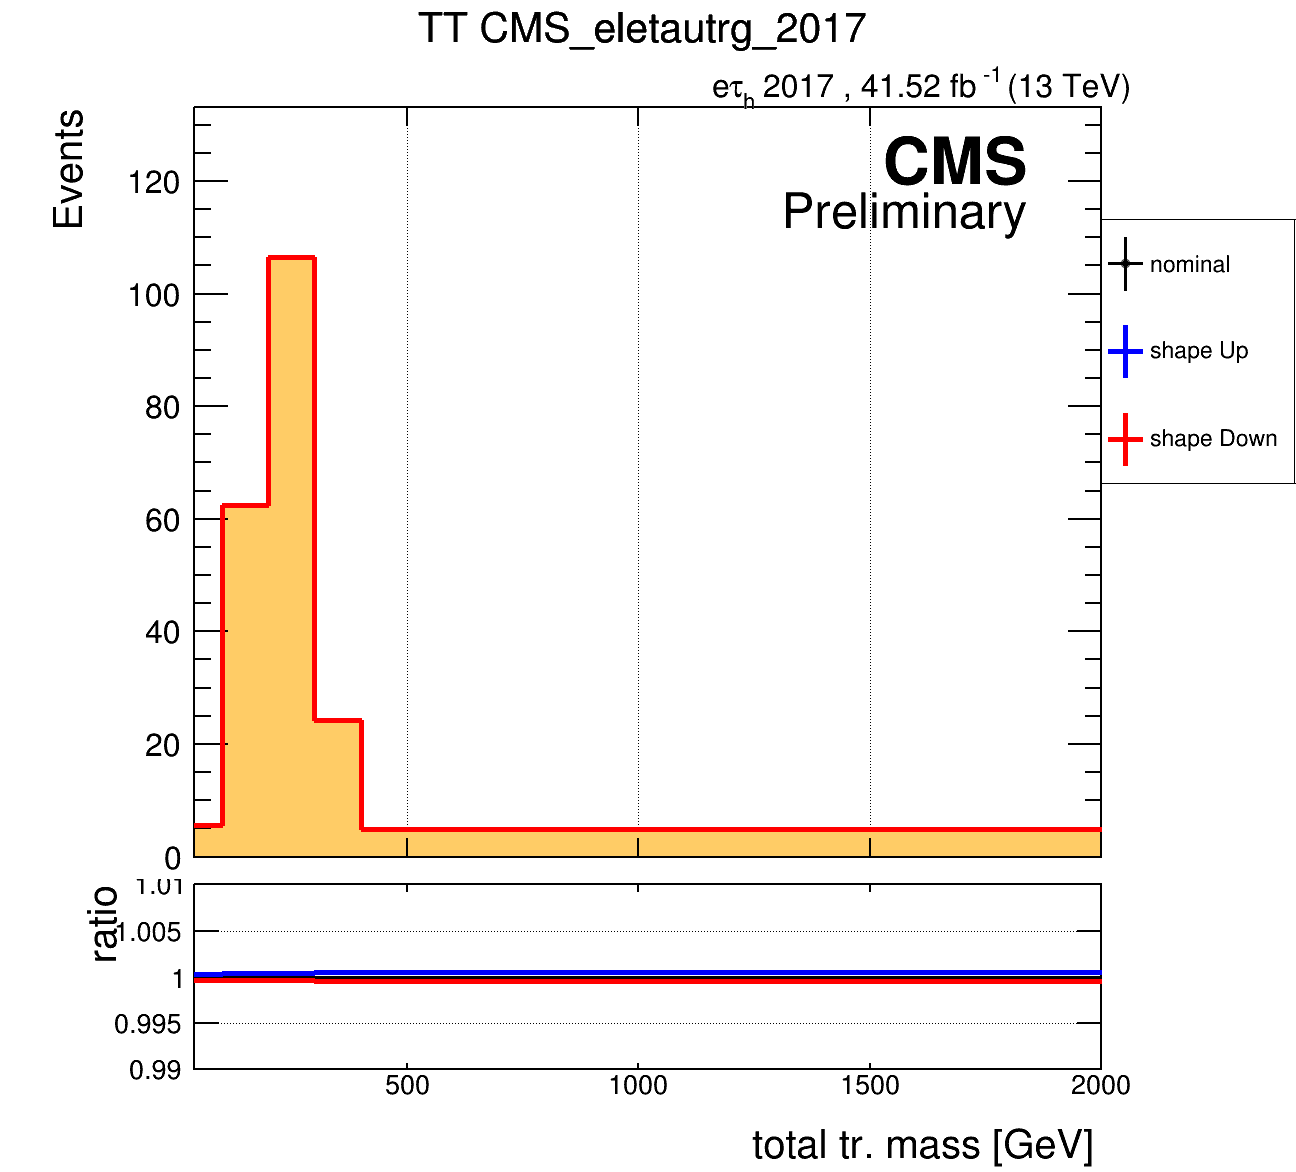 TT CMS_eletautrg_2017
eτh 2017 , 41.52 fb-1 (13 TeV)
Events
CMS
Preliminary
120
100
80
60
40
20
0
nominal
shape Up
shape Down
ratio
1.01
1.005
1
0.995
0.99
500 1000 1500 2000
total tr. mass [GeV]